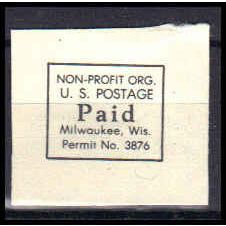 NON-PROFIT ORG.
U. S. POSTAGE
Paid
Milwaukee, Wis.
Permit No. 3876